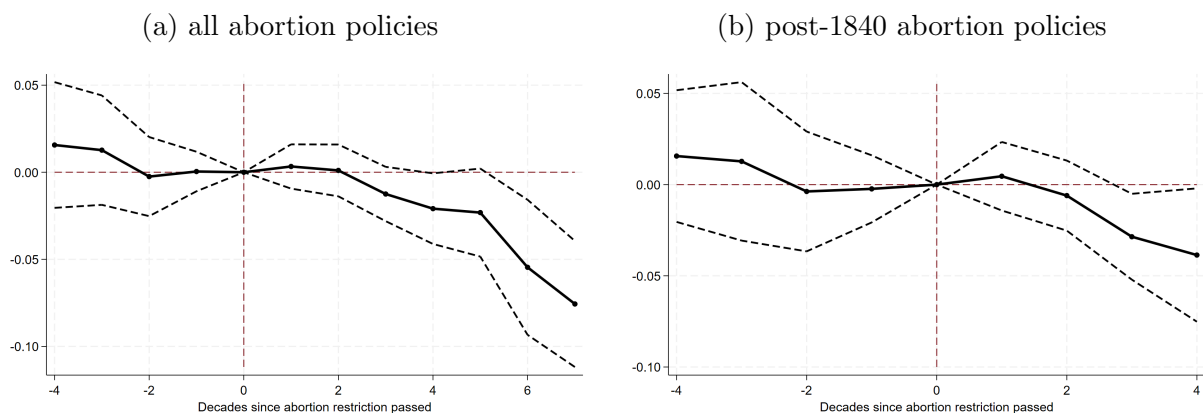 (a) all abortion policies
0.05
0.00
-0.05
-0.10
-4 -2 0 2 4 6
Decades since abortion restriction passed
(b) post-1840 abortion policies
0.05
0.00
-0.05
-0.10
-4 -2 0 2 4
Decades since abortion restriction passed